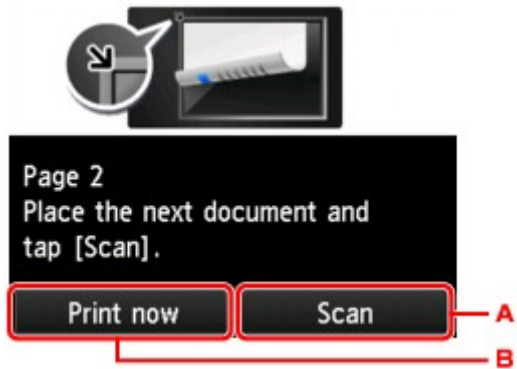 Page 2
Place the next document and
tap [Scan].
Print now Scan A
B